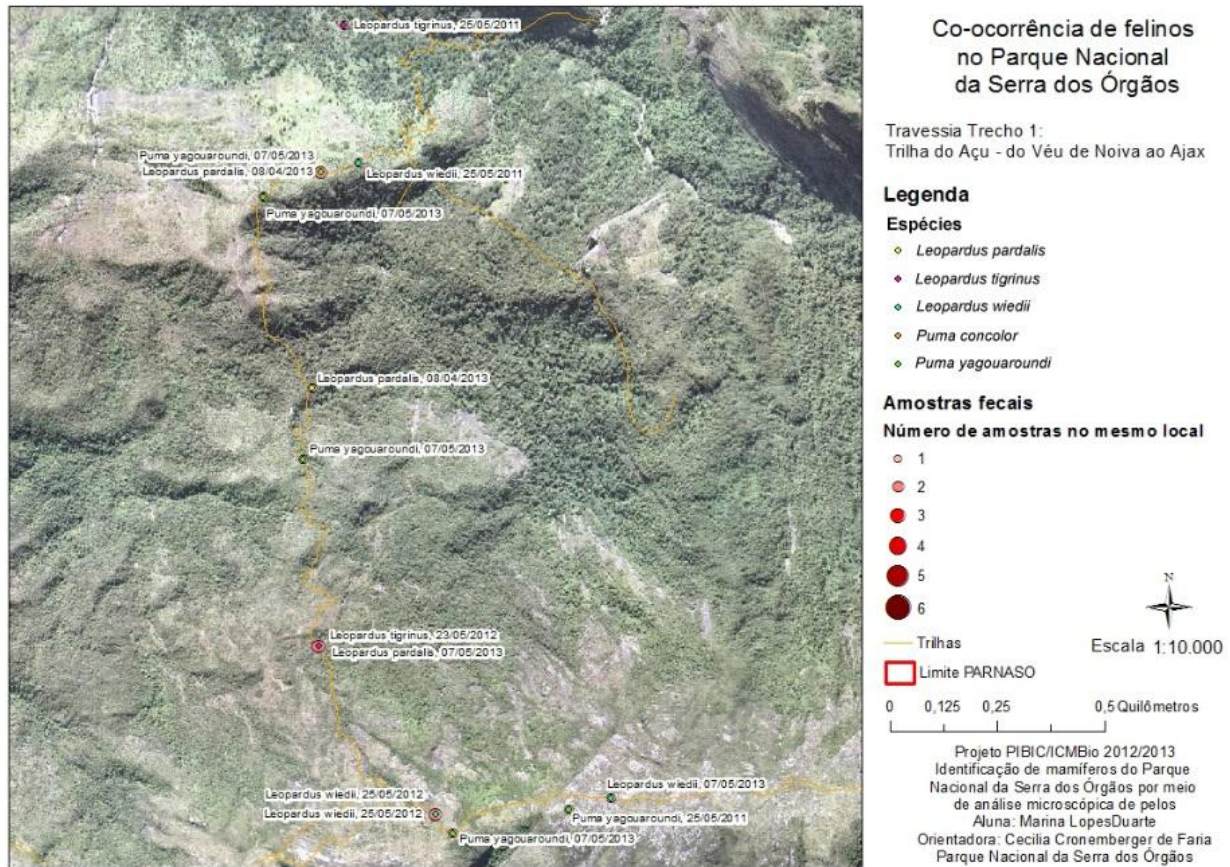 Leopardus tigrinus, 25/05/2011
Puma yagouaroundi, 07/05/2013
Leopardus pardalis, 08/04/2013
Leopardus wiedii, 25/05/2011
Puma yagouaroundi, 07/05/2013
Leopardus pardalis, 08/04/2013
Puma yagouaroundi, 07/05/2013
Leopardus tigrinus, 23/05/2012
Leopardus pardalis, 07/05/2013
Leopardus wiedii, 07/05/2013
Leopardus wiedii, 25/05/2012
Leopardus wiedii, 25/05/2012
Puma yagouaroundi, 25/05/2011
Puma yagouaroundi, 07/05/2013
Co-ocorrência de felinos
no Parque Nacional
da Serra dos Órgãos
Travessia Trecho 1:
Trilha do Açu - do Véu de Noiva ao Ajax
Legenda
Espécies
Leopardus pardalis
Leopardus tigrinus
Leopardus wiedii
Puma concolor
Puma yagouaroundi
Amostras fecais
Número de amostras no mesmo local
1
2
3
4
5
6
N
Trilhas
Escala 1:10.000
Limite PARNASO
0 0,125 0,25 0,5 Quilômetros
Projeto PIBIC/ICMBio 2012/2013
Identificação de mamíferos do Parque
Nacional da Serra dos Órgãos por meio
de análise microscópica de pelos
Aluna: Marina LopesDuarte
Orientadora: Cecilia Cronemberger de Faria
Parque Nacional da Serra dos Órgãos